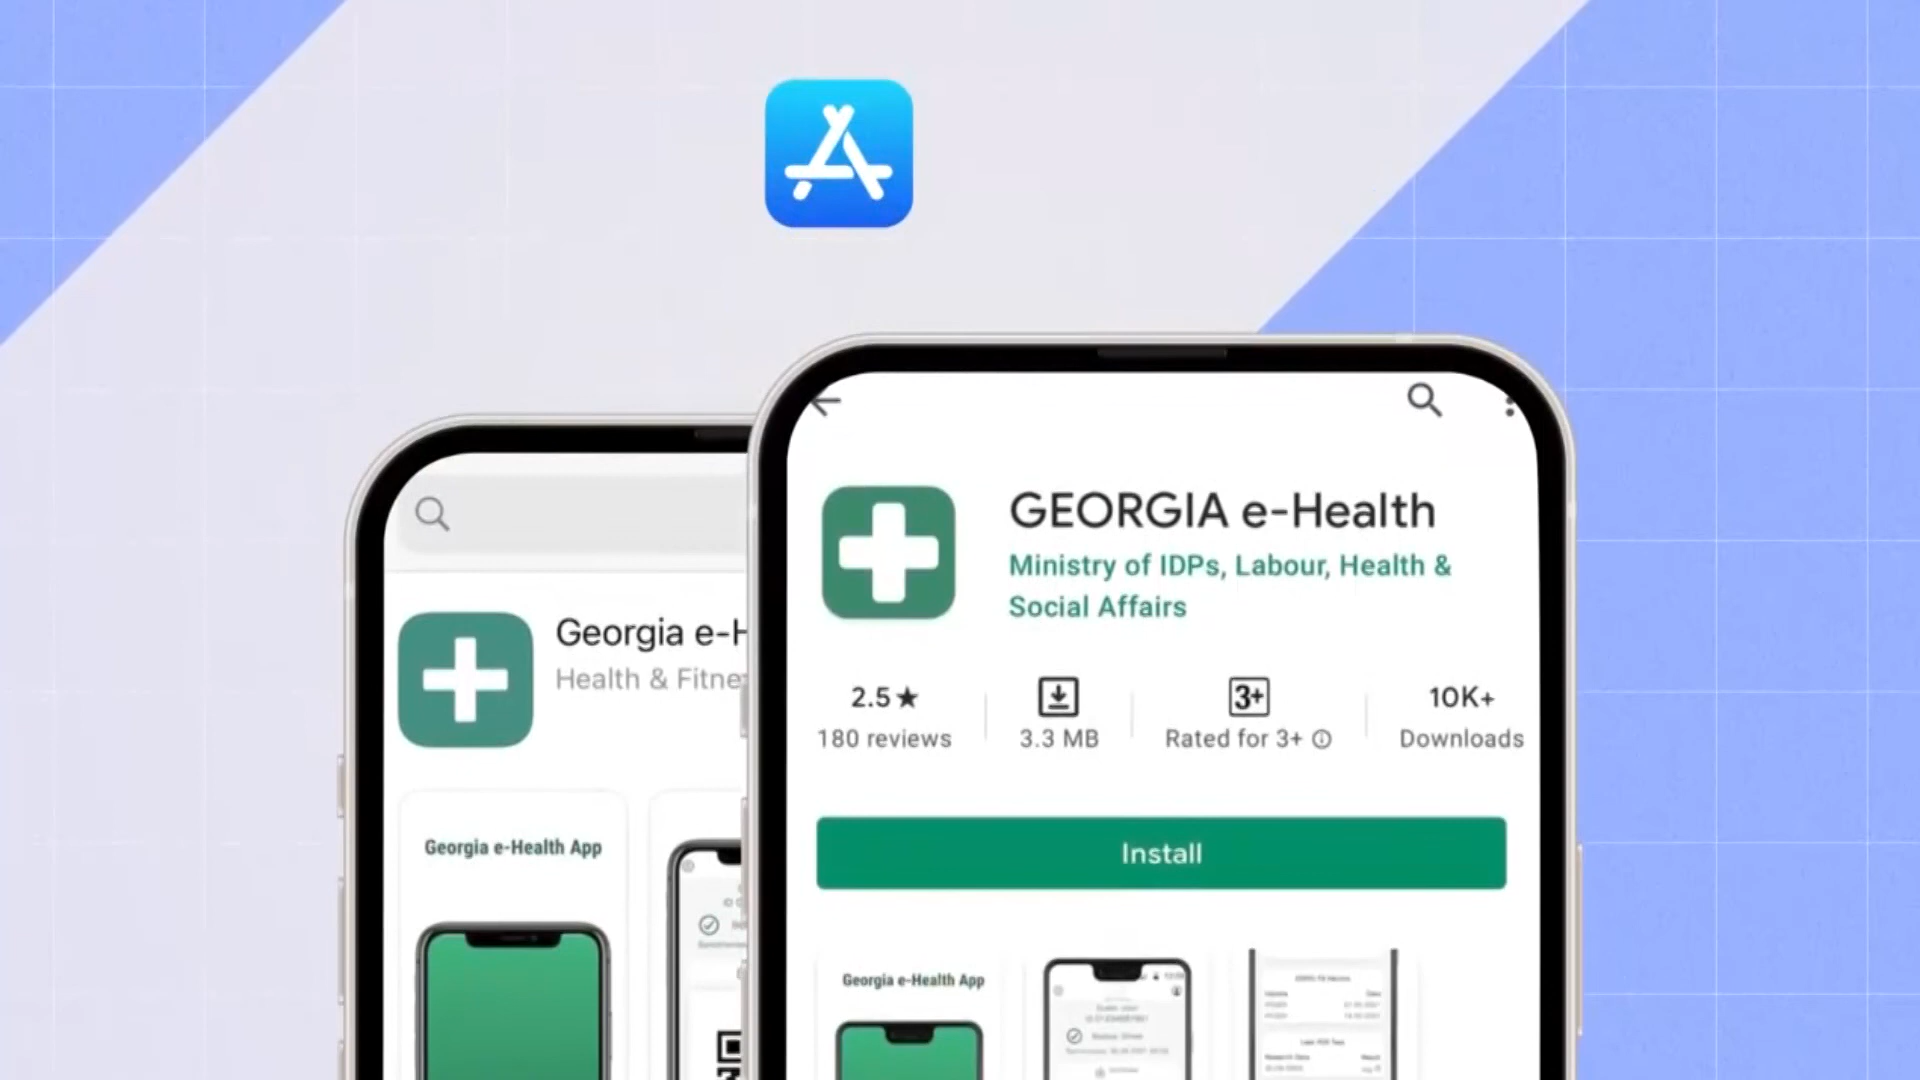 Georgia e-H
Health & Fitne
Georgia e-Health App
GEORGIA e-Health
Ministry of IDPs, Labour, Health &
Social Affairs
2.5★
180 reviews
3.3 MB
3+
Rated for 3+
10K+
Downloads
Install
Georgia e-Health App